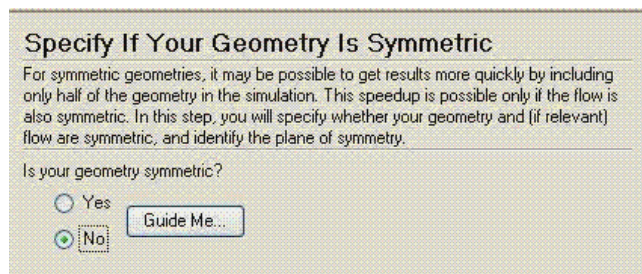 Specify If Your Geometry Is Symmetric
For symmetric geometries, it may be possible to get results more quickly by including
only half of the geometry in the simulation. This speedup is possible only if the flow is
also symmetric. In this step, you will specify whether your geometry and (if relevant)
flow are symmetric, and identify the plane of symmetry.
Is your geometry symmetric?
Yes
Guide Me...
No